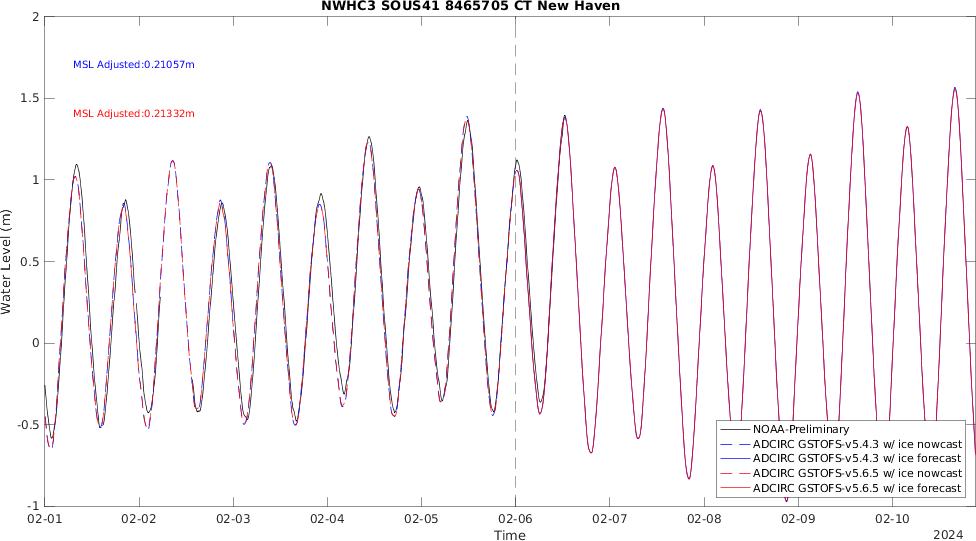 NWHC3 SOUS41 8465705 CT New Haven
2
MSL Adjusted:0.21057m
1.5
MSL Adjusted:0.21332m
1
0.5
Water Level (m)
0
-0.5
-1
NOAA-Preliminary
ADCIRC GSTOFS-v5.4.3 w/ ice nowcast
ADCIRC GSTOFS-v5.4.3 w/ ice forecast
ADCIRC GSTOFS-v5.6.5 w/ ice nowcast
ADCIRC GSTOFS-v5.6.5 w/ ice forecast
02-01 02-02 02-03 02-04 02-05 02-06 02-07 02-08 02-09 02-10
Time
2024